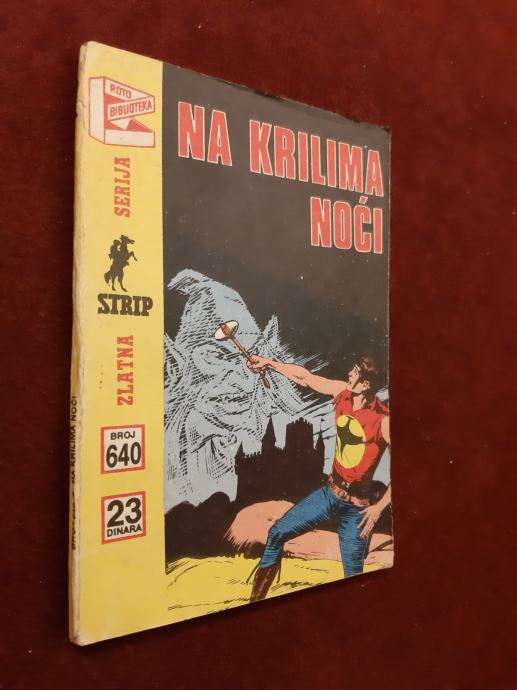 ROTO
BIBLIOTEKA
ZLATNA
STRIP
SERIJA
BROJ
640
23
DINARA
NA KRILIMA
NOĆI
NA KRILIMA NOĆI